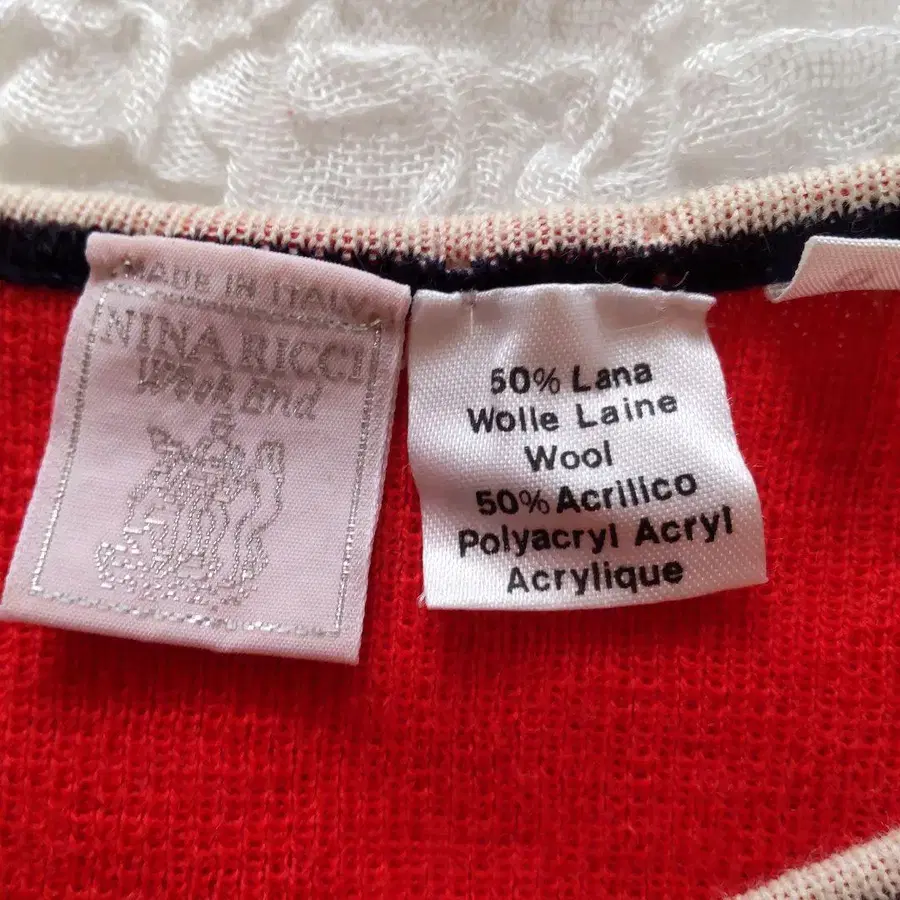 MADE IN ITALY
NINA RICCI
Week End
50% Lana
Wolle Laine
Wool
50% Acrilico
Polyacryl Acryl
Acrylique